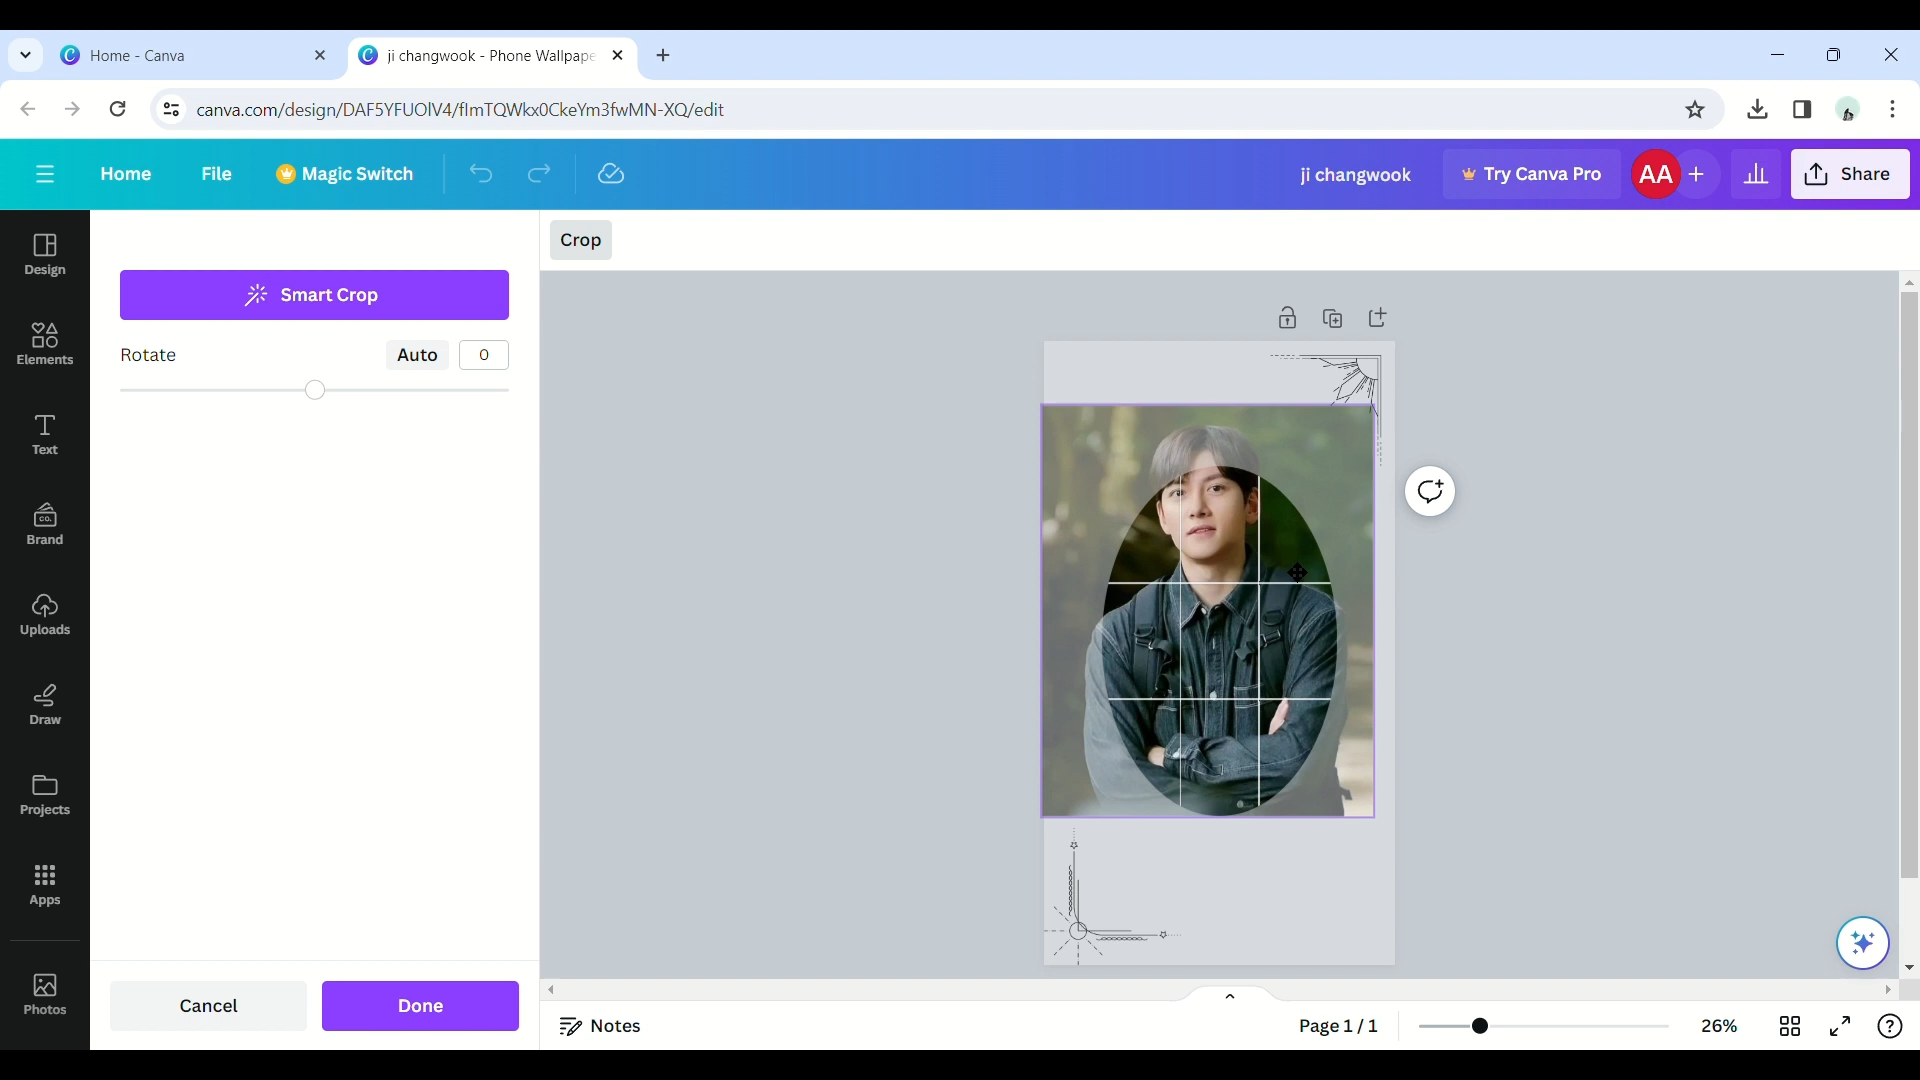 Home - Canva
ji changwook - Phone Wallpape
canva.com/design/DAF5YFUOlV4/flmTQWkx0CkeYm3fwMN-XQ/edit
Home
File
Magic Switch
ji changwook
Try Canva Pro
AA
Share
Design
Elements
Text
CO.
Brand
Uploads
Draw
Projects
Apps
Photos
Crop
Smart Crop
Rotate
Auto
0
Cancel
Done
Notes
Page 1 / 1
26%